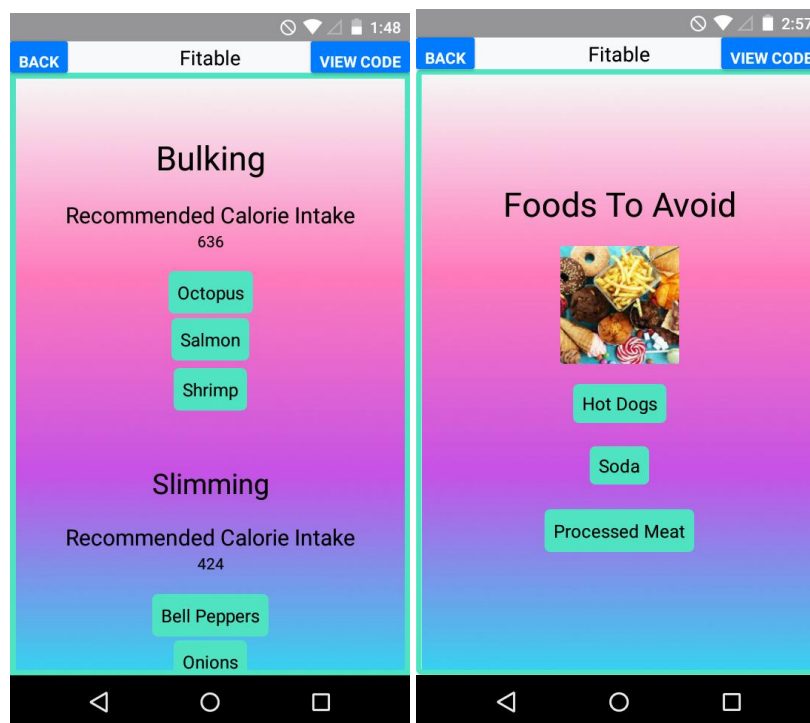 1:48
BACK
Fitable
VIEW CODE
Bulking
Recommended Calorie Intake
636
Octopus
Salmon
Shrimp
Slimming
Recommended Calorie Intake
424
Bell Peppers
Onions
2:57
BACK
Fitable
VIEW CODE
Foods To Avoid
Hot Dogs
Soda
Processed Meat